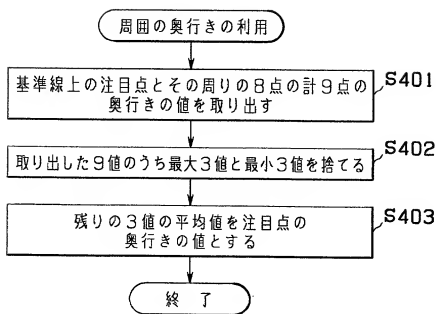 周囲の奥行きの利用
基準線上の注目点とその周りの8点の計9点の
奥行きの値を取り出す
S401
取り出した9値のうち最大3値と最小3値を捨てる
S402
残りの3値の平均値を注目点の
奥行きの値とする
S403
終了